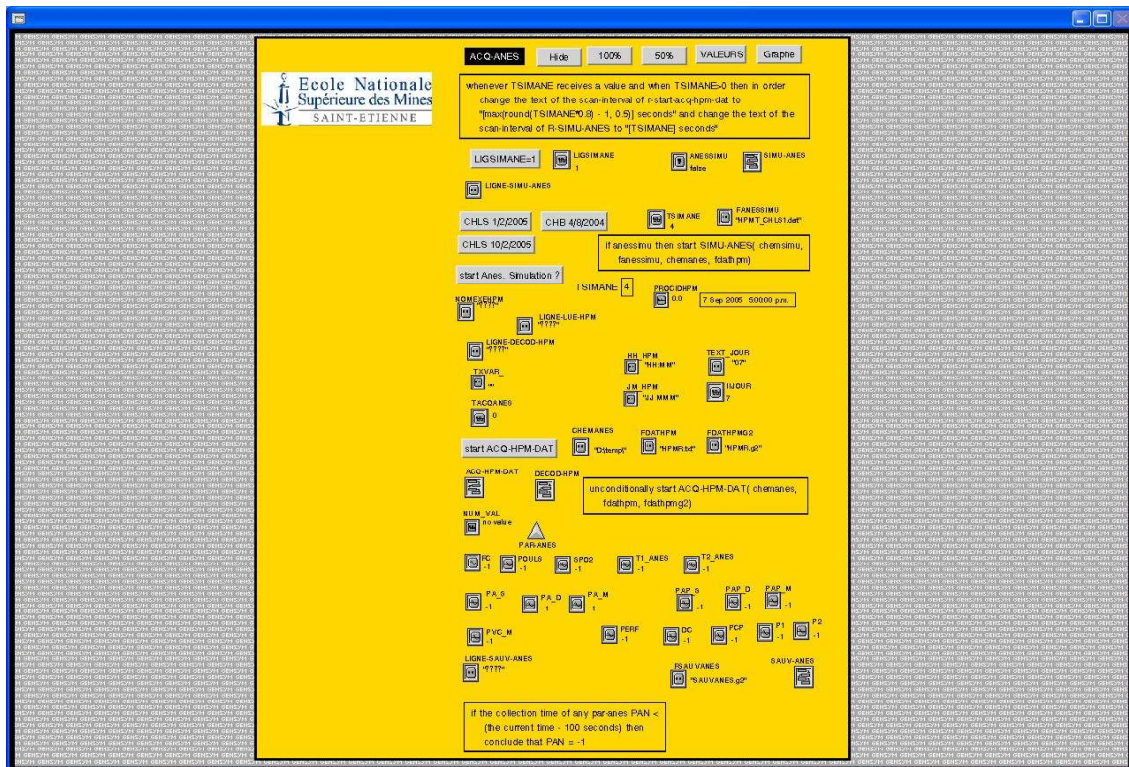 ACQ-ANES Hide 100% 50% VALEURS Graphe
Ecole Nationale
Supérieure des Mines
SAINT-ETIENNE
whenever TSIMANE receives a value and when TSIMANE>0 then in order
change the text of the scan-interval of r-start-acq-hpm-dat to
"[max(round(TSIMANE*0.8) - 1, 0.5)] seconds" and change the text of the
scan-interval of R-SIMU-ANES to "[TSIMANE] seconds"
LIGSIMANE=1
LIGSIMANE
1
ANESSIMU
false
SIMU-ANES
LIGNE-SIMU-ANES
CHLS 1/2/2005 CHB 4/8/2004
TSIMANE
4
FANESSIMU
"HPMT_CHLS1.dat"
CHLS 10/2/2005
if anessimu then start SIMU-ANES( chemsimu,
fanessimu, chemanes, fdathpm)
start Anes. Simulation ?
TSIMANE 4
PROCIDHPM
0.0
7 Sep 2005 5:00:00 p.m.
NOMEXEHPM
"????"
LIGNE-LUE-HPM
"????"
LIGNE-DECOD-HPM
"????"
HH_HPM
"HH:MM"
TEXT_JOUR
"07"
TXVAR_
JM_HPM
"JJ MMM"
INJOUR
7
TACQANES
0
start ACQ-HPM-DAT
CHEMANES
"D:\temp\"
FDATHPM
"HPMR.txt"
FDATHPMG2
"HPMR.g2"
ACQ-HPM-DAT
DECOD-HPM
unconditionally start ACQ-HPM-DAT( chemanes,
fdathpm, fdathpmg2)
NUM_VAL
no value
PAR-ANES
FC
-1
POULS
-1
SPO2
-1
T1_ANES
-1
T2_ANES
-1
PA_S
-1
PA_D
-1
PA_M
-1
PAP_S
-1
PAP_D
-1
PAP_M
-1
PVC_M
-1
PERF
-1
DC
-1
PCP
-1
P1
-1
P2
-1
LIGNE-SAUV-ANES
"????"
FSAUVANES
"SAUVANES.g2"
SAUV-ANES
if the collection time of any par-anes PAN <
(the current time - 100 seconds) then
conclude that PAN = -1